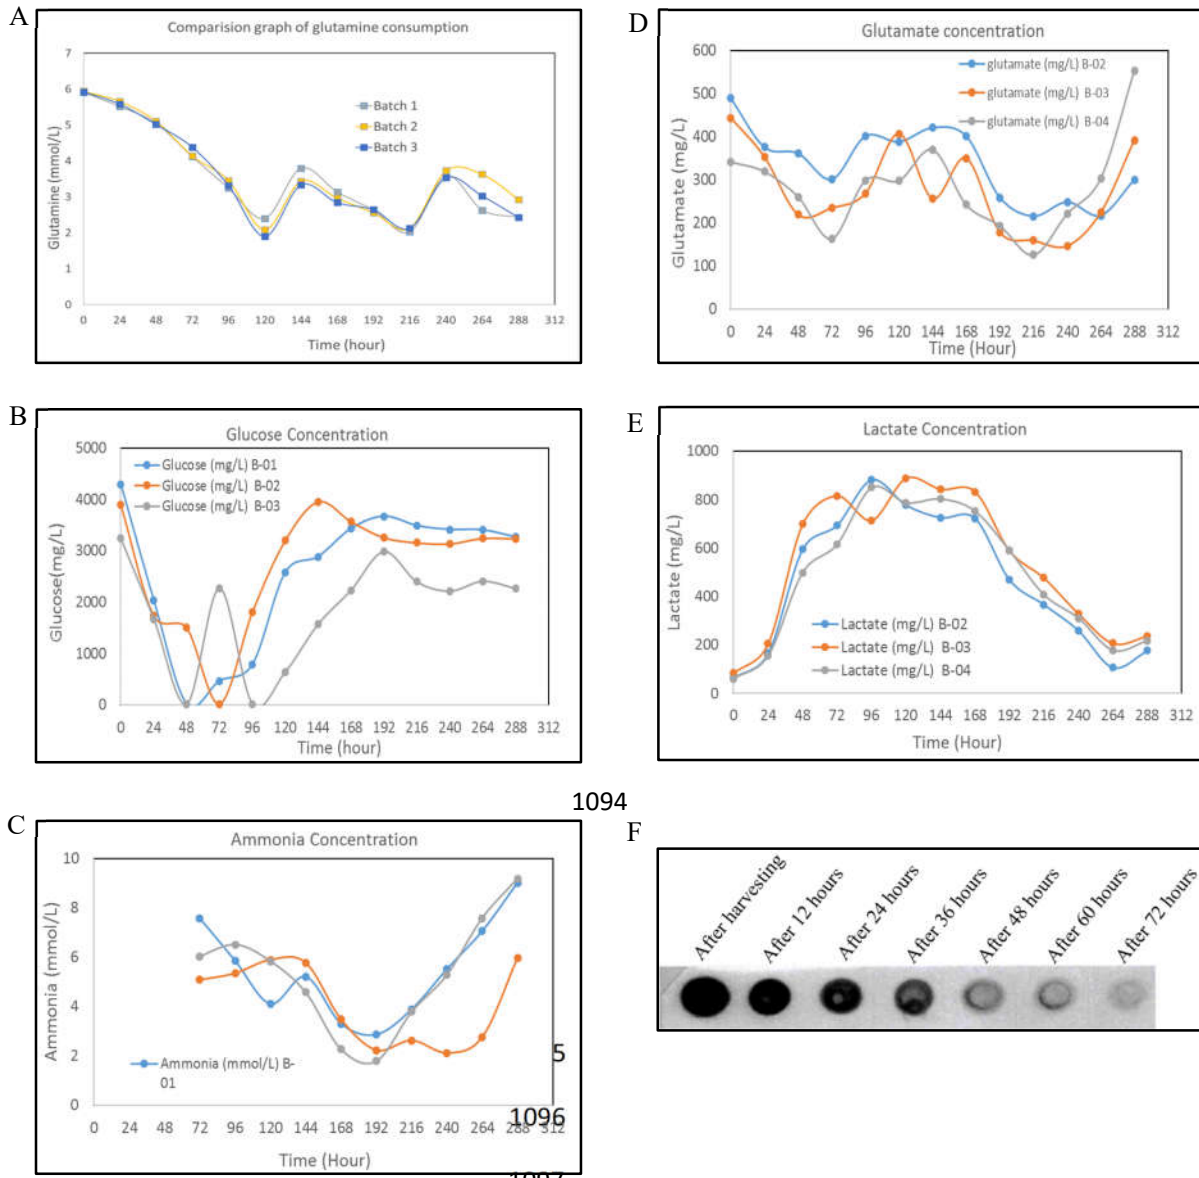 A
Comparision graph of glutamine consumption
7
6
5
4
3
2
1
0
Glutamine (mmol/L)
Batch 1
Batch 2
Batch 3
0 24 48 72 96 120 144 168 192 216 240 264 288 312
Time (hour)
B
Glucose Concentration
5000
4000
3000
2000
1000
0
Glucose(mg/L)
Glucose (mg/L) B-01
Glucose (mg/L) B-02
Glucose (mg/L) B-03
0 24 48 72 96 120 144 168 192 216 240 264 288 312
Time (hour)
C
Ammonia Concentration
10
8
6
4
2
0
Ammonia (mmol/L)
Ammonia (mmol/L) B-
01
0 24 48 72 96 120 144 168 192 216 240 264 288 312
Time (Hour)
D
Glutamate concentration
600
500
400
300
200
100
0
Glutamate (mg/L)
glutamate (mg/L) B-02
glutamate (mg/L) B-03
glutamate (mg/L) B-04
0 24 48 72 96 120 144 168 192 216 240 264 288 312
Time (Hour)
E
Lactate Concentration
1000
800
600
400
200
0
Lactate (mg/L)
Lactate (mg/L) B-02
Lactate (mg/L) B-03
Lactate (mg/L) B-04
0 24 48 72 96 120 144 168 192 216 240 264 288 312
Time (Hour)
1094
F
After harvesting
After 12 hours
After 24 hours
After 36 hours
After 48 hours
After 60 hours
After 72 hours
5
1096